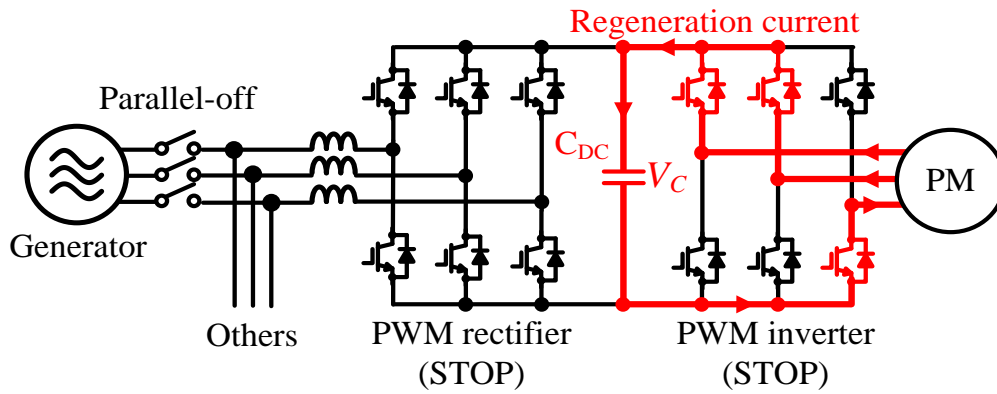 Regeneration current
Parallel-off
C_DC
V_C
PM
Generator
Others
PWM rectifier
(STOP)
PWM inverter
(STOP)